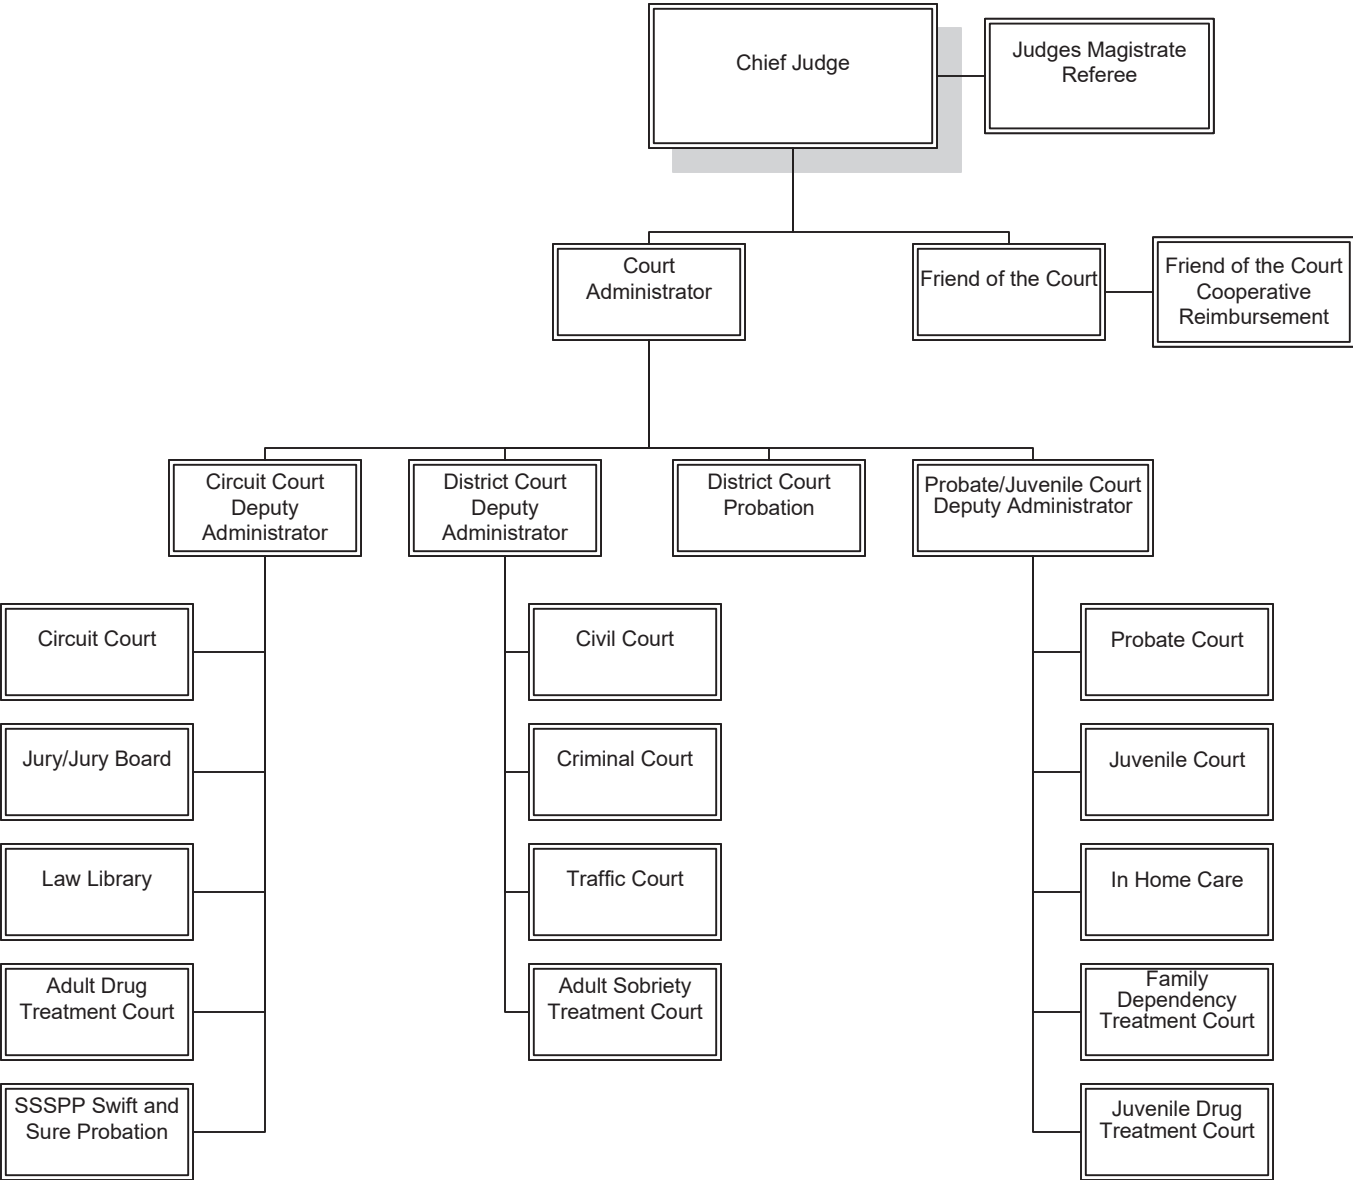 Chief Judge
Judges Magistrate
Referee
Court
Administrator
Friend of the Court
Friend of the Court
Cooperative
Reimbursement
Circuit Court
Deputy
Administrator
District Court
Deputy
Administrator
District Court
Probation
Probate/Juvenile Court
Deputy Administrator
Circuit Court
Jury/Jury Board
Law Library
Adult Drug
Treatment Court
SSSPP Swift and
Sure Probation
Civil Court
Criminal Court
Traffic Court
Adult Sobriety
Treatment Court
Probate Court
Juvenile Court
In Home Care
Family
Dependency
Treatment Court
Juvenile Drug
Treatment Court